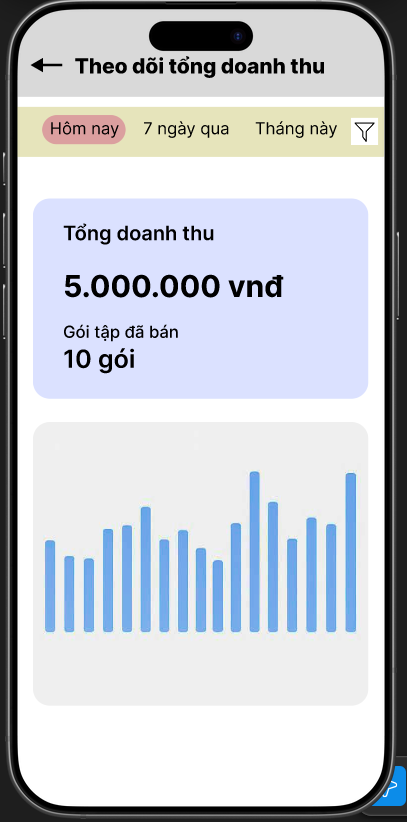 Theo dõi tổng doanh thu
Hôm nay 7 ngày qua Tháng này
Tổng doanh thu
5.000.000 vnđ
Gói tập đã bán
10 gói